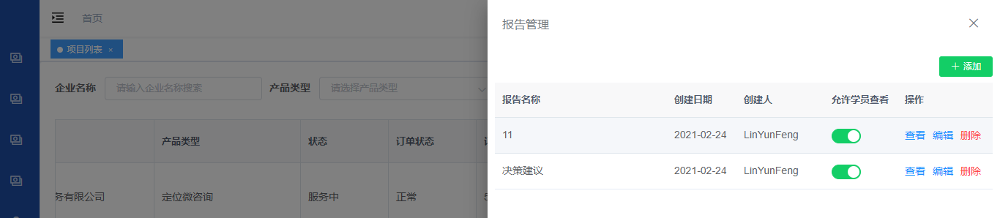 首页
项目列表 ×
企业名称 请输入企业名称搜索 产品类型 请选择产品类型
产品类型 状态 订单状态
务有限公司 定位微咨询 服务中 正常 5
报告管理
+ 添加
报告名称 创建日期 创建人 允许学员查看 操作
11 2021-02-24 LinYunFeng 查看 编辑 删除
决策建议 2021-02-24 LinYunFeng 查看 编辑 删除